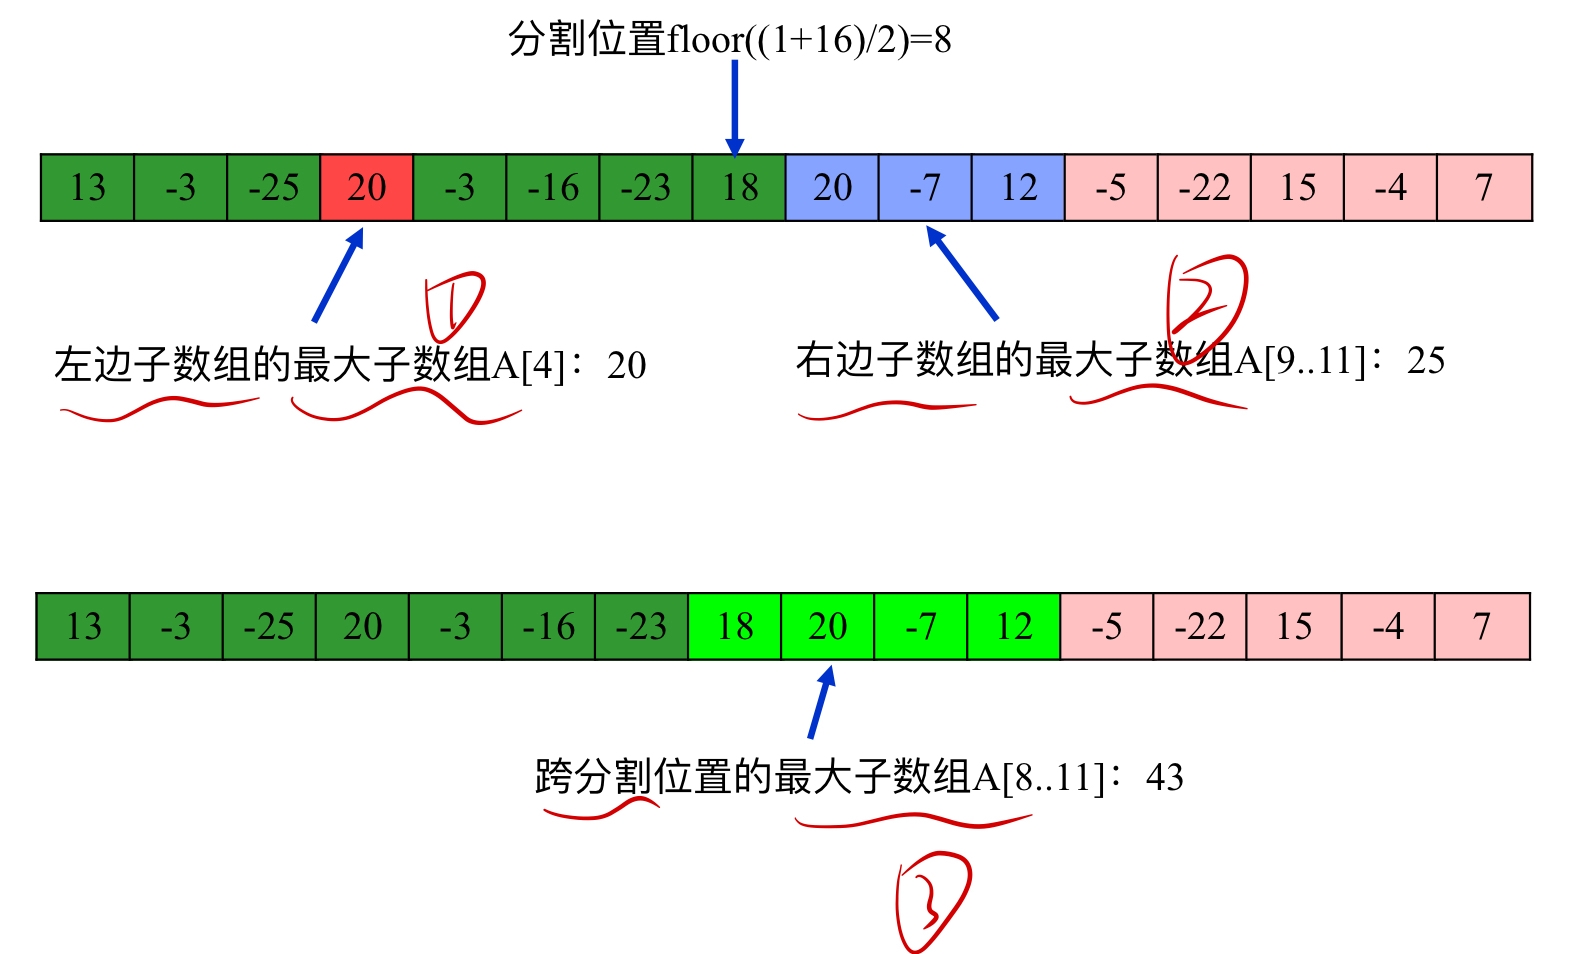 分割位置floor((1+16)/2)=8
13 -3 -25 20 -3 -16 -23 18 20 -7 12 -5 -22 15 -4 7
1
2
左边子数组的最大子数组A[4]：20
右边子数组的最大子数组A[9..11]：25
13 -3 -25 20 -3 -16 -23 18 20 -7 12 -5 -22 15 -4 7
跨分割位置的最大子数组A[8..11]：43
3